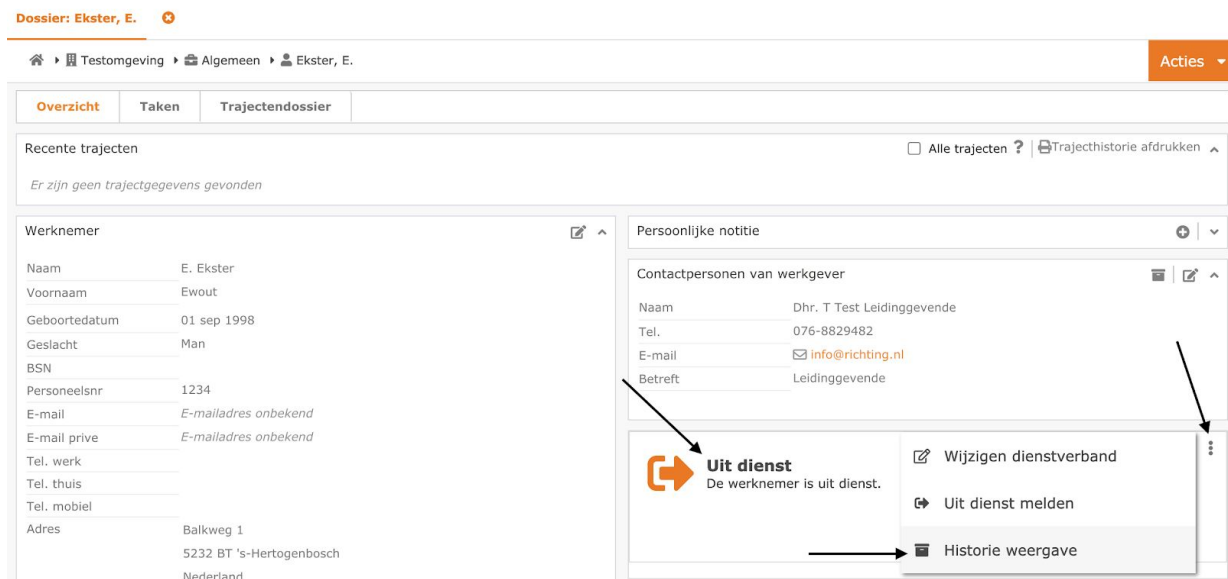 Dossier: Ekster, E.
Testomgeving Algemeen Ekster, E.
Acties
Overzicht Taken Trajectendossier
Recente trajecten
Alle trajecten ? Trajecthistorie afdrukken
Er zijn geen trajectgegevens gevonden
Werknemer
Naam E. Ekster
Voornaam Ewout
Geboortedatum 01 sep 1998
Geslacht Man
BSN
Personeelsnr 1234
E-mail E-mailadres onbekend
E-mail prive E-mailadres onbekend
Tel. werk
Tel. thuis
Tel. mobiel
Adres Balkweg 1
5232 BT 's-Hertogenbosch
Nederland
Persoonlijke notitie
Contactpersonen van werkgever
Naam Dhr. T Test Leidinggevende
Tel. 076-8829482
E-mail info@richting.nl
Betreft Leidinggevende
Uit dienst
De werknemer is uit dienst.
Wijzigen dienstverband
Uit dienst melden
Historie weergave